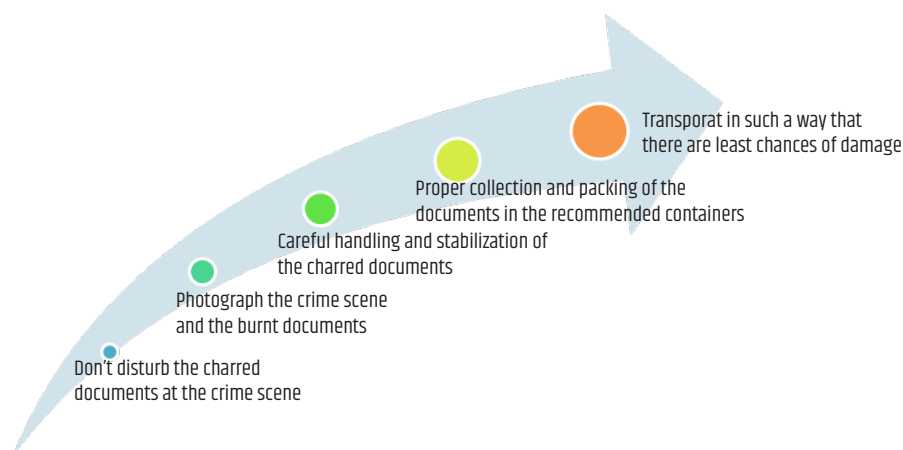 Transporat in such a way that
there are least chances of damage
Proper collection and packing of the
documents in the recommended containers
Careful handling and stabilization of
the charred documents
Photograph the crime scene
and the burnt documents
Don't disturb the charred
documents at the crime scene